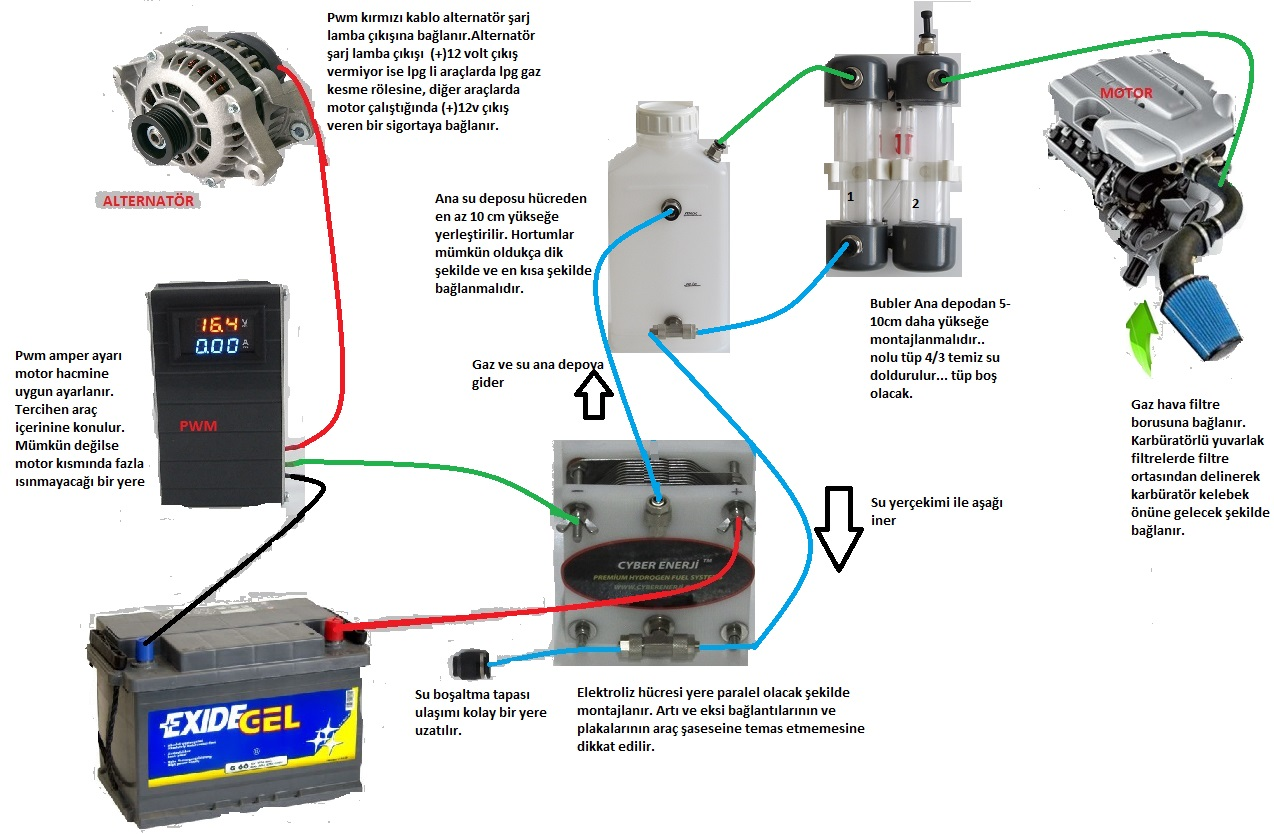 Pwm kırmızı kablo alternatör şarj
lamba çıkışına bağlanır.Alternatör
şarj lamba çıkışı  (+)12 volt çıkış
vermiyor ise lpg li araçlarda lpg gaz
kesme rölesine, diğer araçlarda
motor çalıştığında (+)12v çıkış
veren bir sigortaya bağlanır.
ALTERNATÖR
MOTOR
Ana su deposu hücreden
en az 10 cm yükseğe
yerleştirilir. Hortumlar
mümkün oldukça dik
şekilde ve en kısa şekilde
bağlanmalıdır.
1
2
Bubler Ana depodan 5-
10cm daha yükseğe
montajlanmalıdır..
nolu tüp 4/3 temiz su
doldurulur... tüp boş
olacak.
16.4 V
0.00 A
PWM
Pwm amper ayarı
motor hacmine
uygun ayarlanır.
Tercihen araç
içerinine konulur.
Mümkün değilse
motor kısmında fazla
ısınmayacağı bir yere
Gaz ve su ana depoya
gider
Gaz hava filtre
borusuna bağlanır.
Karbüratörlü yuvarlak
filtrelerde filtre
ortasından delinerek
karbüratör kelebek
önüne gelecek şekilde
bağlanır.
Su yerçekimi ile aşağı
iner
− +
CYBER ENERJİ ™
PREMIUM HYDROGEN FUEL SYSTEMS
EXIDE GEL
Su boşaltma tapası
ulaşımı kolay bir yere
uzatılır.
Elektroliz hücresi yere paralel olacak şekilde
montajlanır. Artı ve eksi bağlantılarının ve
plakalarının araç şaseseine temas etmemesine
dikkat edilir.